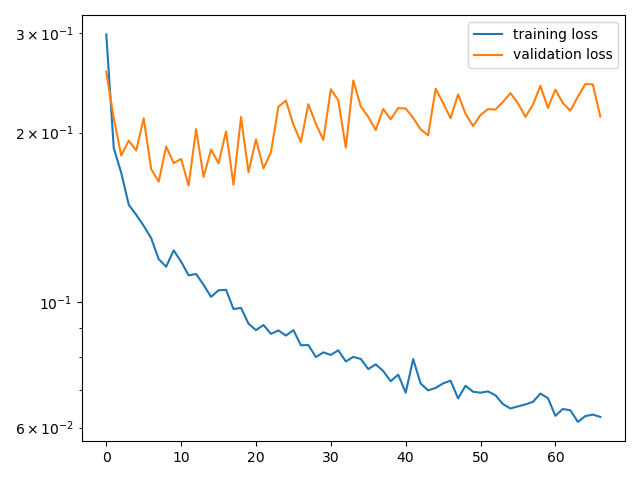 3 × 10⁻¹
2 × 10⁻¹
10⁻¹
6 × 10⁻²
training loss
validation loss
0 10 20 30 40 50 60